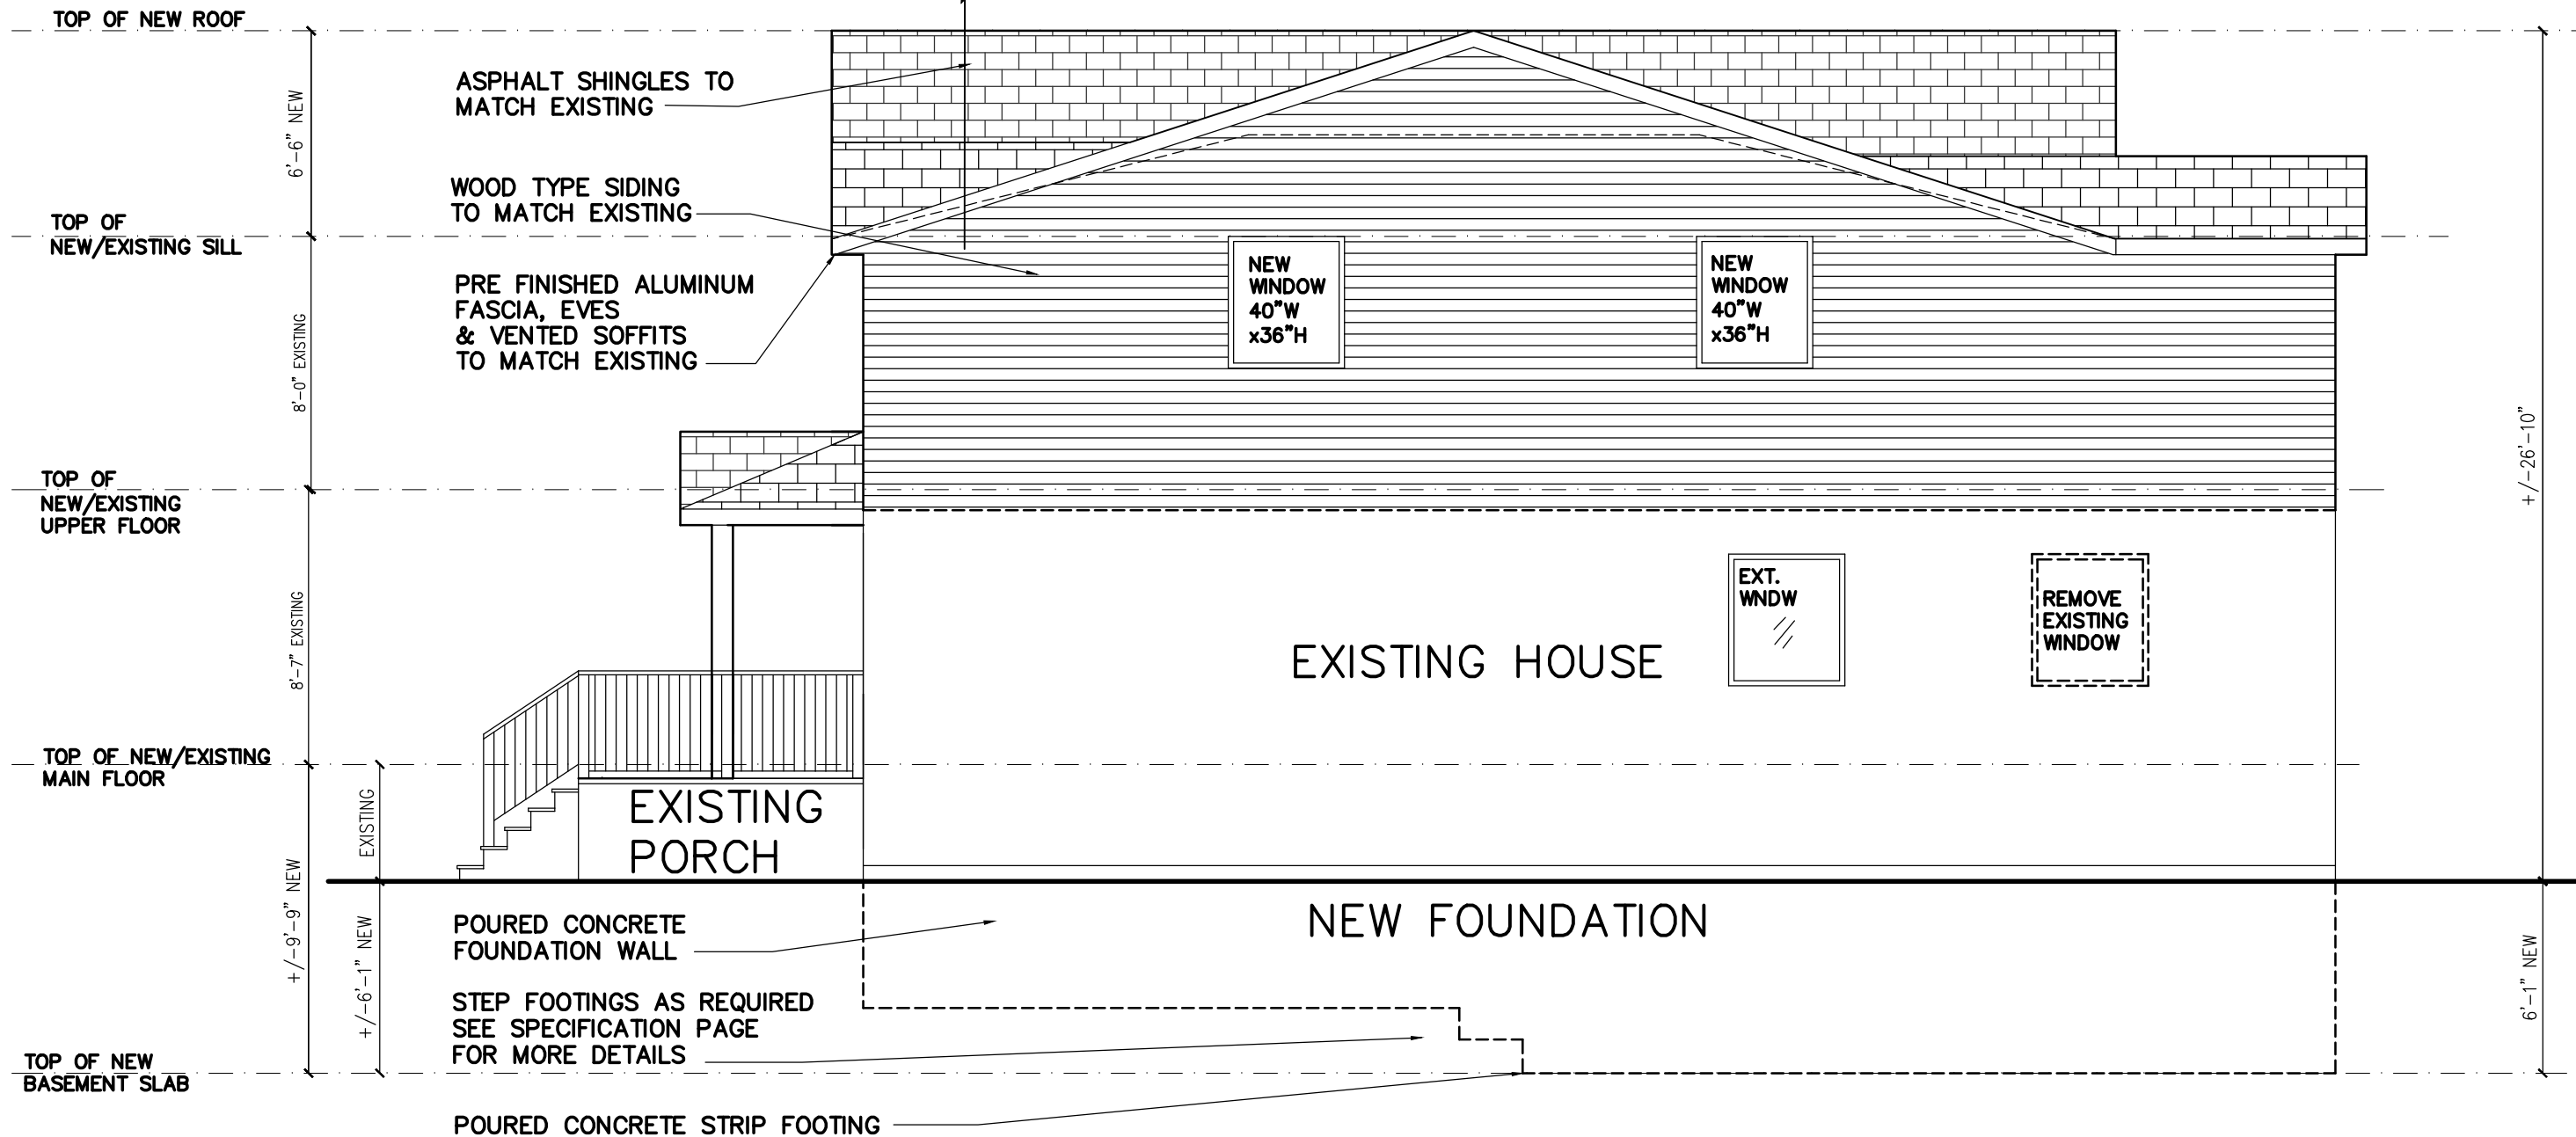 TOP OF NEW ROOF
6'-6" NEW
ASPHALT SHINGLES TO
MATCH EXISTING
WOOD TYPE SIDING
TO MATCH EXISTING
TOP OF
NEW/EXISTING SILL
PRE FINISHED ALUMINUM
FASCIA, EVES
& VENTED SOFFITS
TO MATCH EXISTING
NEW
WINDOW
40"W
x36"H
NEW
WINDOW
40"W
x36"H
8'-0" EXISTING
+/-26'-10"
TOP OF
NEW/EXISTING
UPPER FLOOR
8'-7" EXISTING
EXT.
WNDW
REMOVE
EXISTING
WINDOW
EXISTING HOUSE
TOP OF NEW/EXISTING
MAIN FLOOR
EXISTING
EXISTING
PORCH
+/-9'-9" NEW
+/-6'-1" NEW
POURED CONCRETE
FOUNDATION WALL
NEW FOUNDATION
6'-1" NEW
STEP FOOTINGS AS REQUIRED
SEE SPECIFICATION PAGE
FOR MORE DETAILS
TOP OF NEW
BASEMENT SLAB
POURED CONCRETE STRIP FOOTING